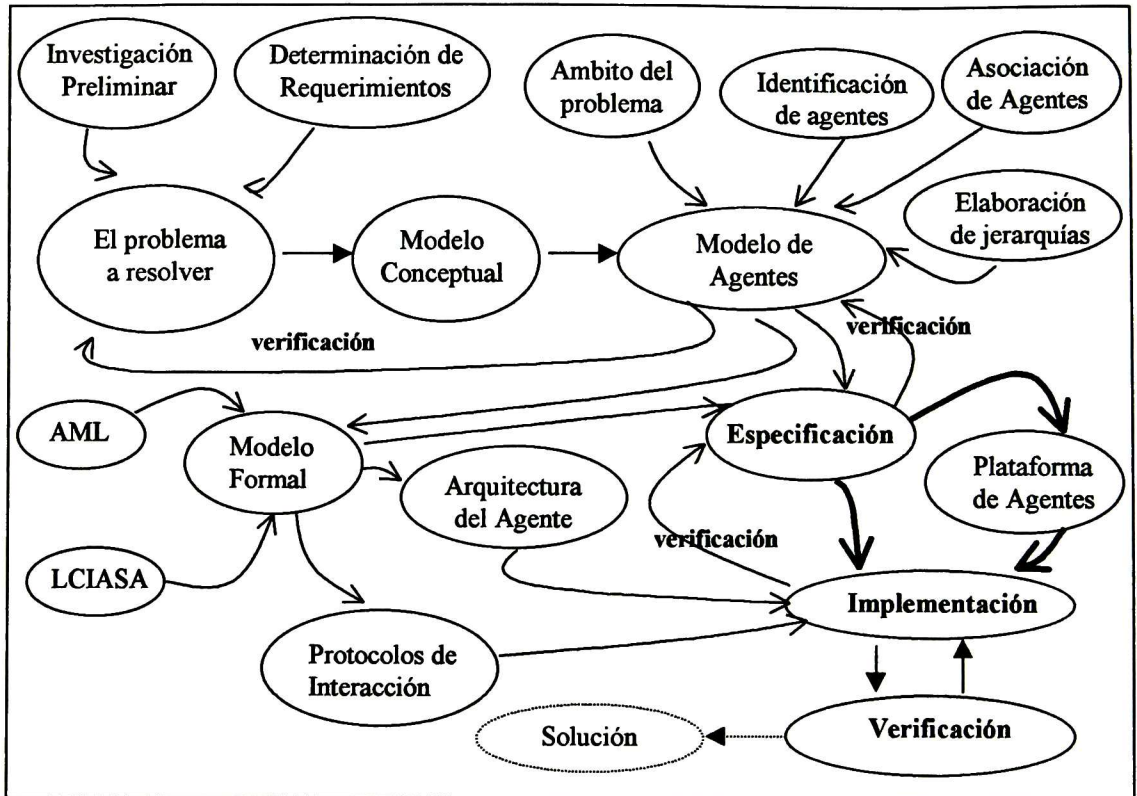 Investigación
Preliminar
Determinación de
Requerimientos
Ambito del
problema
Identificación
de agentes
Asociación
de Agentes
El problema
a resolver
Modelo
Conceptual
Modelo de
Agentes
Elaboración
de jerarquías
verificación
verificación
AML
Modelo
Formal
Especificación
Arquitectura
del Agente
Plataforma
de Agentes
verificación
LCIASA
Implementación
Protocolos de
Interacción
Solución
Verificación